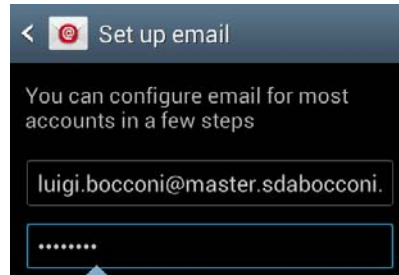 Set up email
You can configure email for most
accounts in a few steps
luigi.bocconi@master.sdabocconi.
••••••••